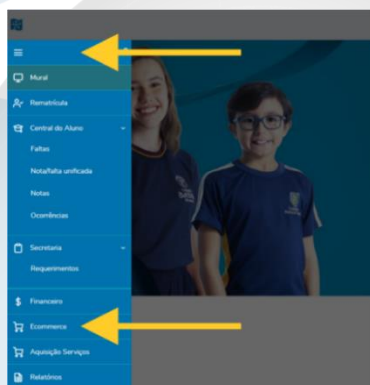 Mural
Rematrícula
Central do Aluno
Faltas
Nota/falta unificada
Notas
Ocorrências
Secretaria
Requerimentos
Financeiro
Ecommerce
Aquisição Serviços
Relatórios